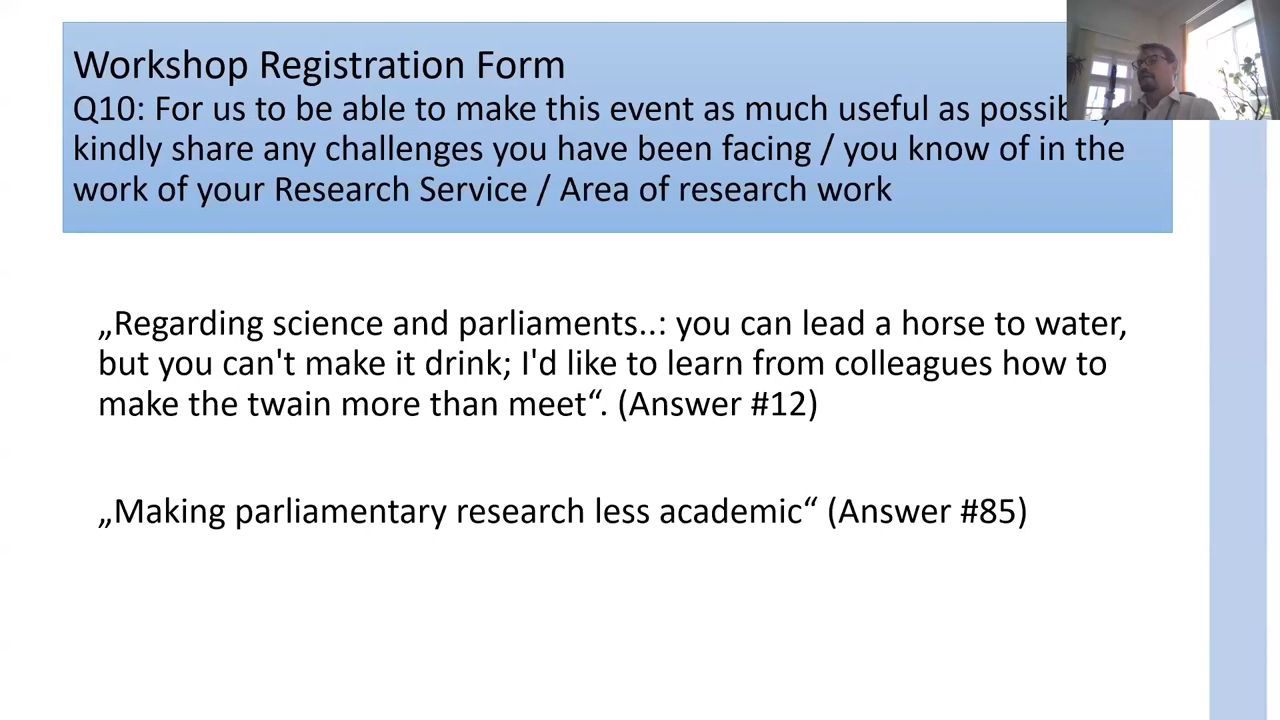 Workshop Registration Form
Q10: For us to be able to make this event as much useful as
kindly share any challenges you have been facing / you know of in the
work of your Research Service / Area of research work
„Regarding science and parliaments..: you can lead a horse to water,
but you can't make it drink; I'd like to learn from colleagues how to
make the twain more than meet“. (Answer #12)
„Making parliamentary research less academic“ (Answer #85)